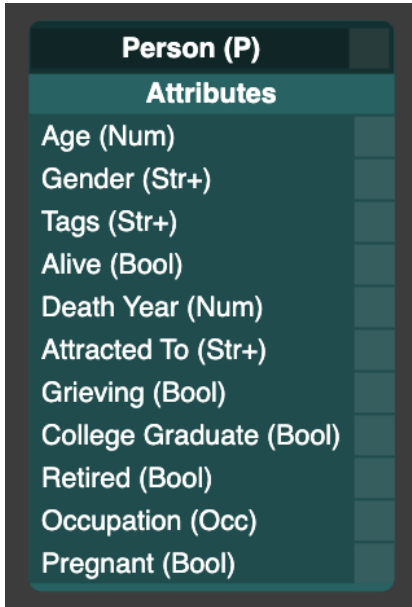 Person (P)
Attributes
Age (Num)
Gender (Str+)
Tags (Str+)
Alive (Bool)
Death Year (Num)
Attracted To (Str+)
Grieving (Bool)
College Graduate (Bool)
Retired (Bool)
Occupation (Occ)
Pregnant (Bool)